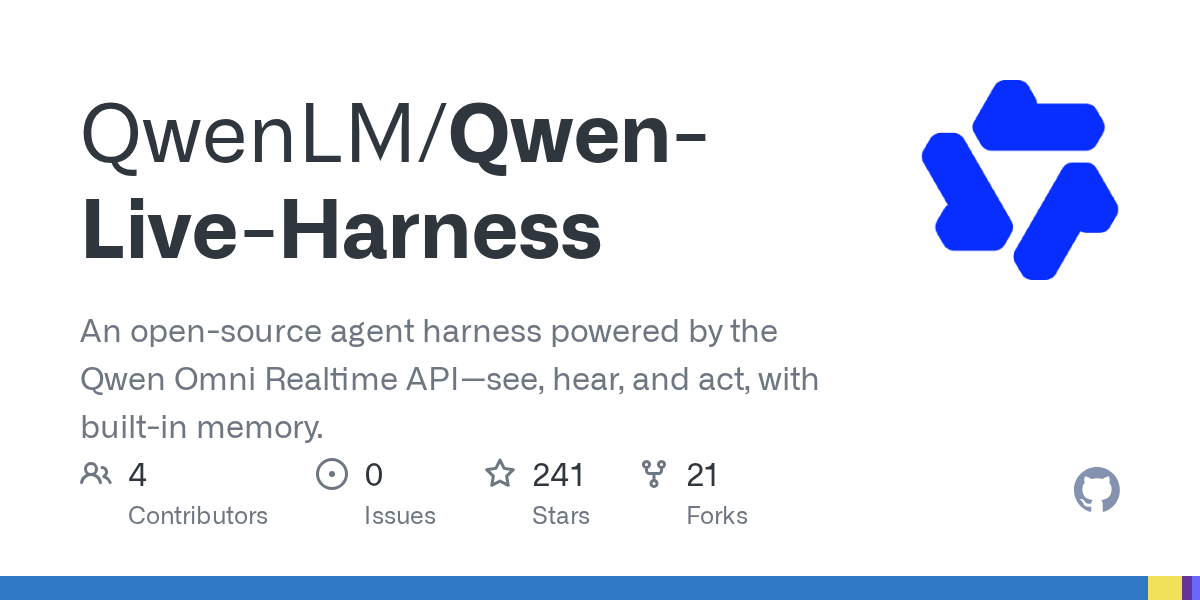 QwenLM/Qwen-
Live-Harness
An open-source agent harness powered by the
Qwen Omni Realtime API—see, hear, and act, with
built-in memory.
4
Contributors
0
Issues
241
Stars
21
Forks